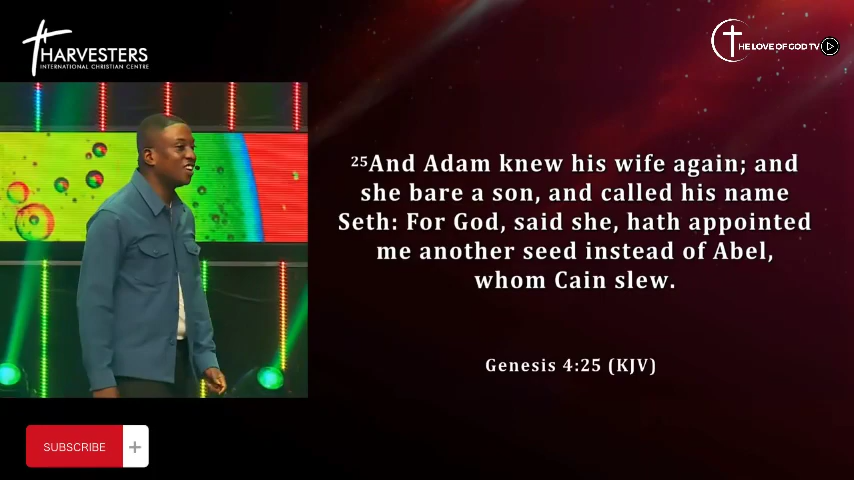 HARVESTERS
INTERNATIONAL CHRISTIAN CENTRE
THE LOVE OF GOD TV
25And Adam knew his wife again; and
she bare a son, and called his name
Seth: For God, said she, hath appointed
me another seed instead of Abel,
whom Cain slew.
Genesis 4:25 (KJV)
SUBSCRIBE +